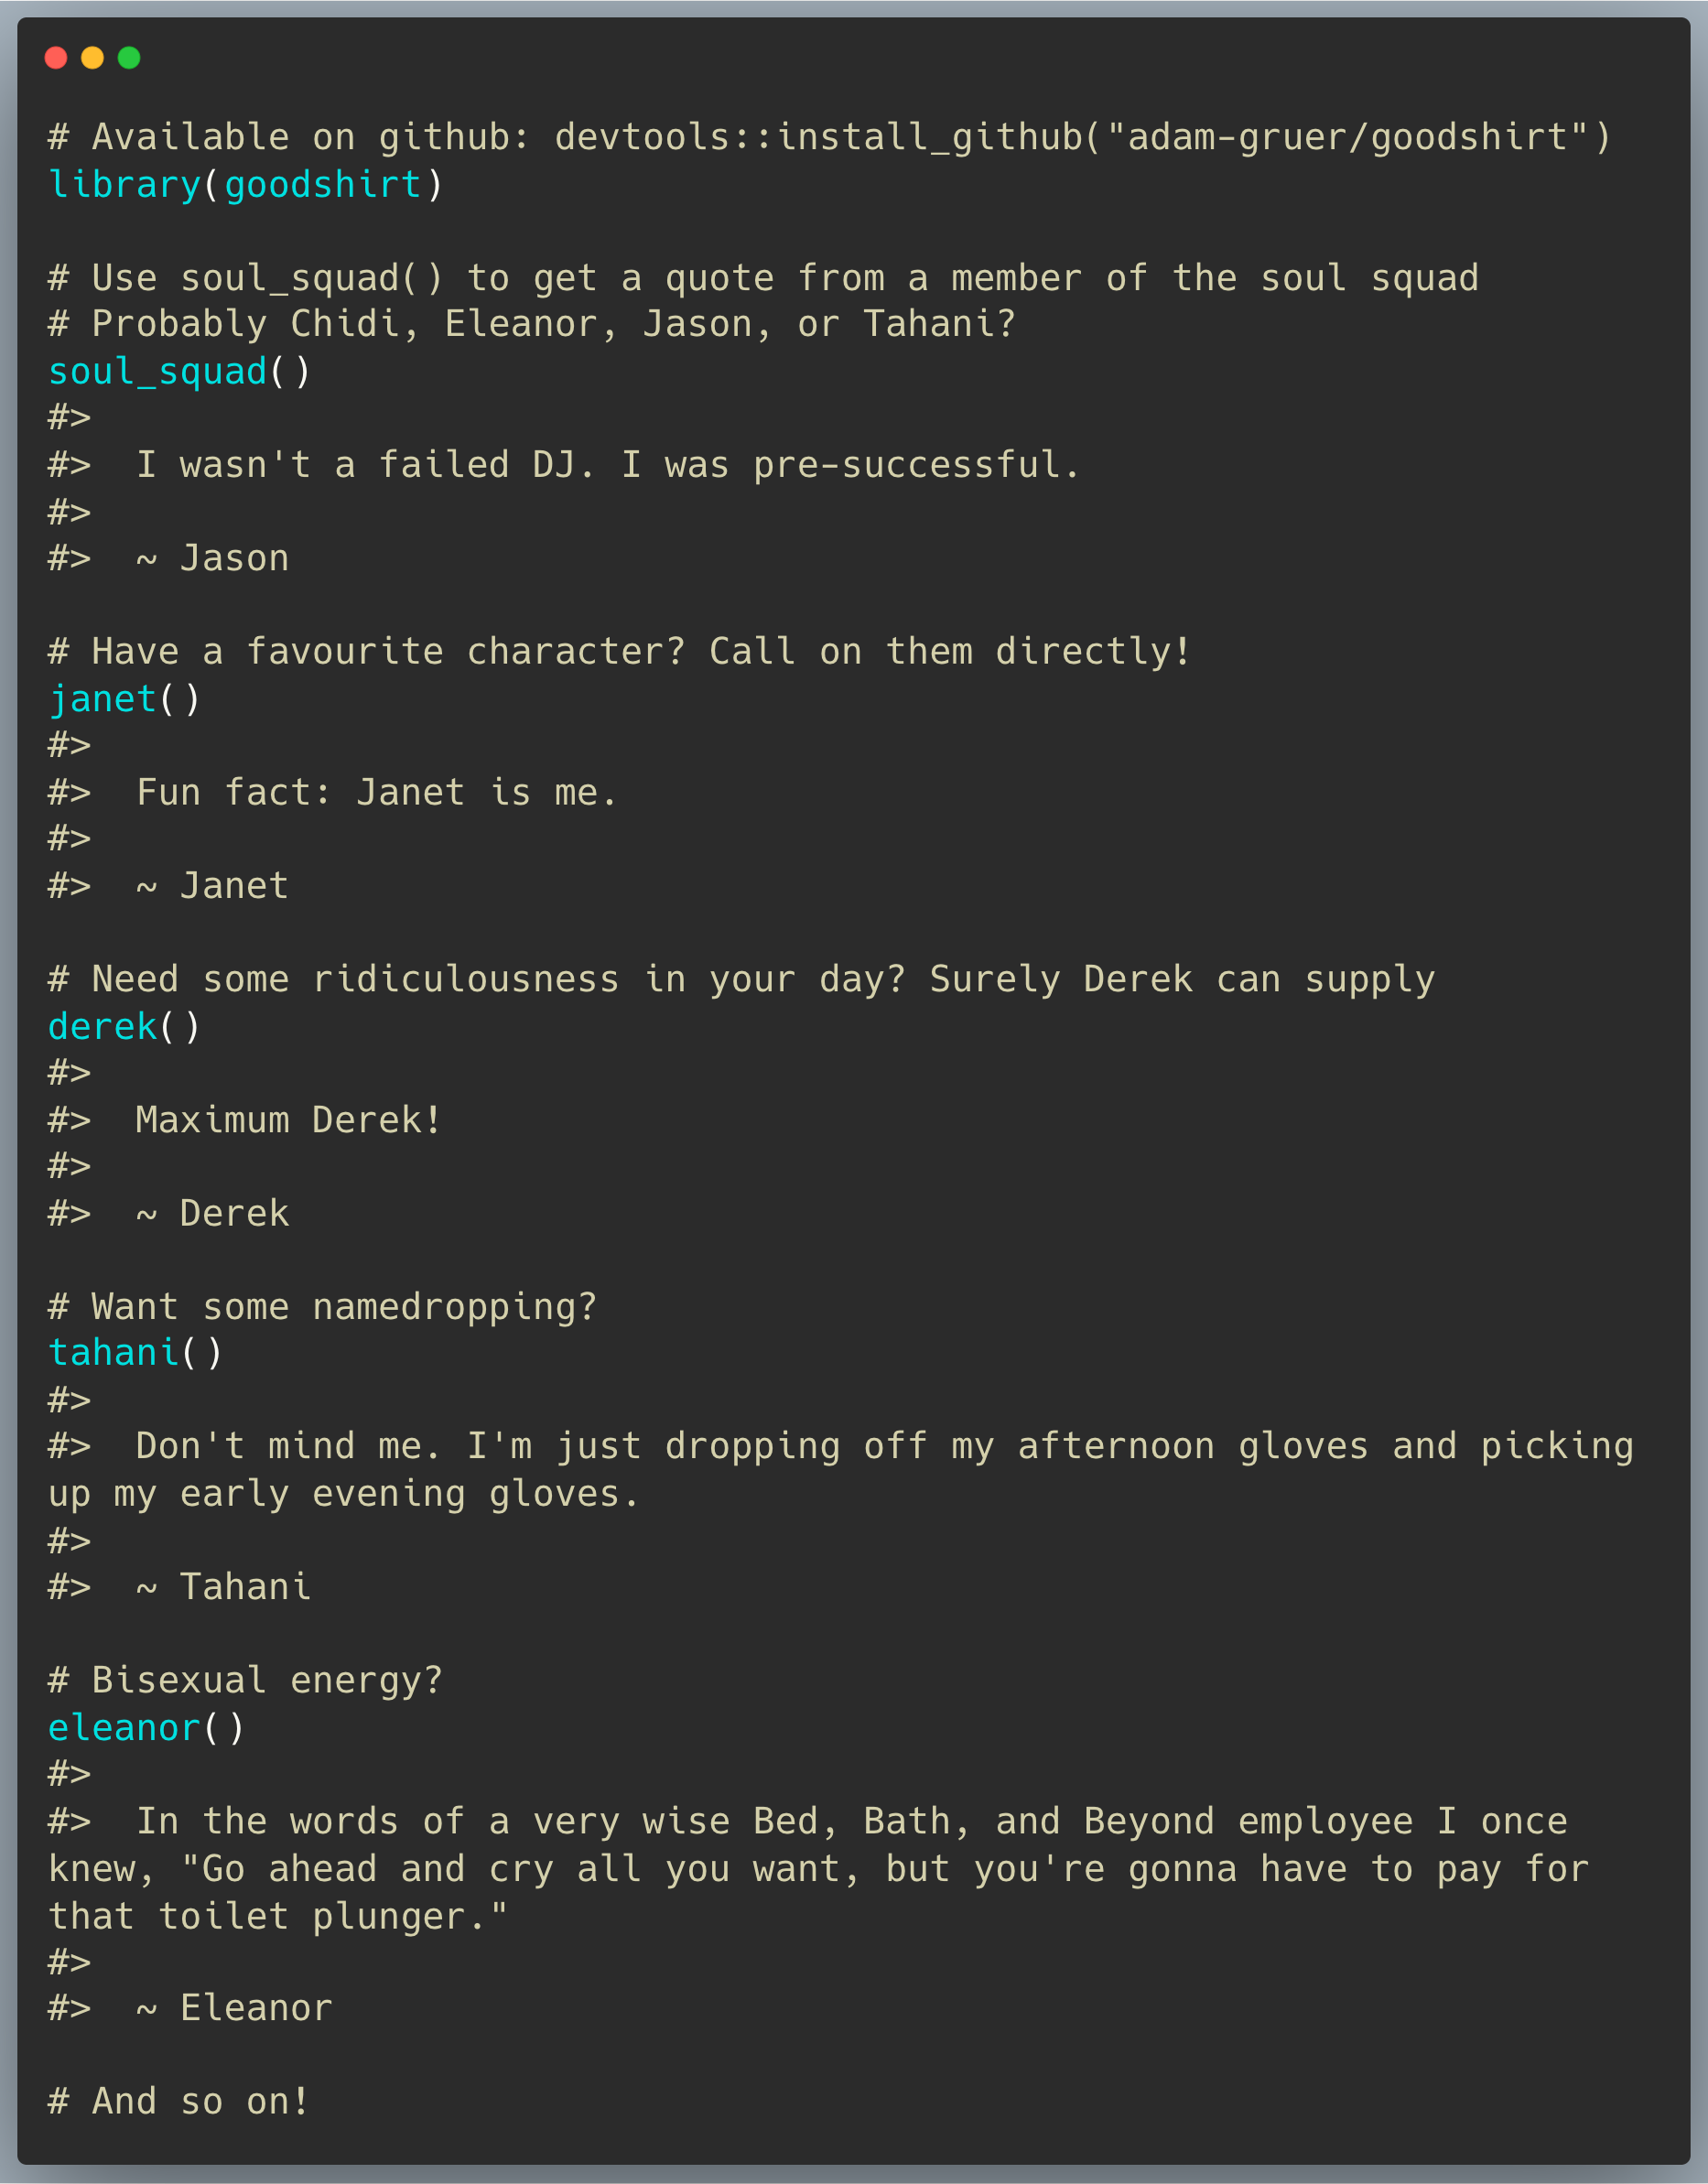 # Available on github: devtools::install_github("adam-gruer/goodshirt")
library(goodshirt)

# Use soul_squad() to get a quote from a member of the soul squad
# Probably Chidi, Eleanor, Jason, or Tahani?
soul_squad()
#>
#>  I wasn't a failed DJ. I was pre-successful.
#>
#>  ~ Jason

# Have a favourite character? Call on them directly!
janet()
#>
#>  Fun fact: Janet is me.
#>
#>  ~ Janet

# Need some ridiculousness in your day? Surely Derek can supply
derek()
#>
#>  Maximum Derek!
#>
#>  ~ Derek

# Want some namedropping?
tahani()
#>
#>  Don't mind me. I'm just dropping off my afternoon gloves and picking
up my early evening gloves.
#>
#>  ~ Tahani

# Bisexual energy?
eleanor()
#>
#>  In the words of a very wise Bed, Bath, and Beyond employee I once
knew, "Go ahead and cry all you want, but you're gonna have to pay for
that toilet plunger."
#>
#>  ~ Eleanor

# And so on!